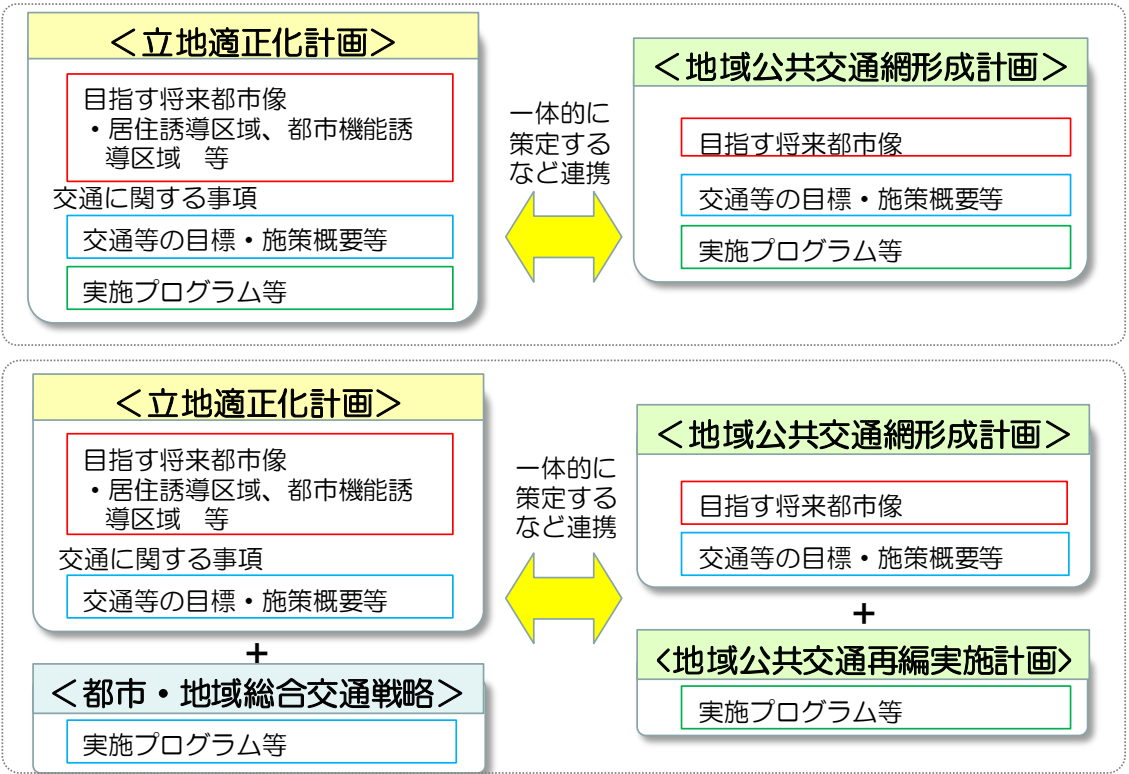 ＜立地適正化計画＞
目指す将来都市像
・居住誘導区域、都市機能誘
導区域　等
交通に関する事項
交通等の目標・施策概要等
実施プログラム等
一体的に
策定する
など連携
＜地域公共交通網形成計画＞
目指す将来都市像
交通等の目標・施策概要等
実施プログラム等
＜立地適正化計画＞
目指す将来都市像
・居住誘導区域、都市機能誘
導区域　等
交通に関する事項
交通等の目標・施策概要等
+
＜都市・地域総合交通戦略＞
実施プログラム等
一体的に
策定する
など連携
＜地域公共交通網形成計画＞
目指す将来都市像
交通等の目標・施策概要等
+
<地域公共交通再編実施計画>
実施プログラム等